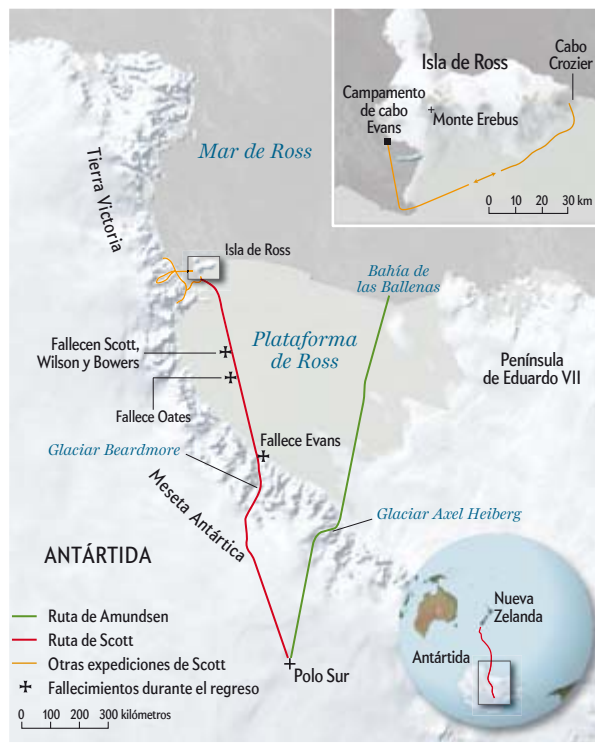 Isla de Ross
Cabo
Crozier
Campamento
de cabo
Evans
Monte Erebus
0 10 20 30 km
Mar de Ross
Tierra Victoria
Isla de Ross
Bahía de
las Ballenas
Fallecen Scott,
Wilson y Bowers
Plataforma
de Ross
Península
de Eduardo VII
Fallece Oates
Fallece Evans
Glaciar Beardmore
Meseta Antártica
Glaciar Axel Heiberg
ANTÁRTIDA
Nueva
Zelanda
Antártida
Ruta de Amundsen
Ruta de Scott
Otras expediciones de Scott
Fallecimientos durante el regreso
Polo Sur
0 100 200 300 kilómtros